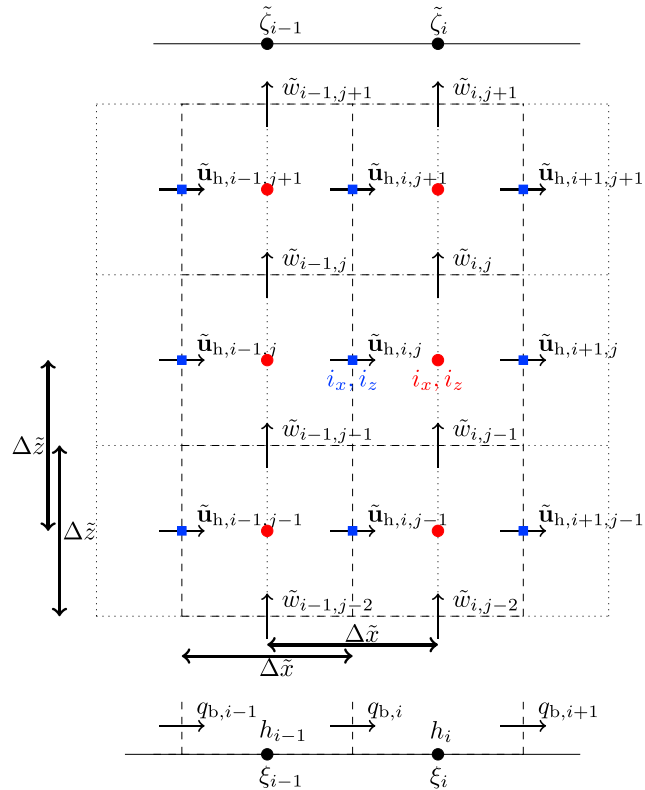 ζ̃_{i−1} ζ̃_i
w̃_{i−1,j+1} w̃_{i,j+1}
ũ_{h,i−1,j+1} ũ_{h,i,j+1} ũ_{h,i+1,j+1}
w̃_{i−1,j} w̃_{i,j}
ũ_{h,i−1,j} ũ_{h,i,j} ũ_{h,i+1,j}
i_x, i_z i_x, i_z
w̃_{i−1,j−1} w̃_{i,j−1}
Δz̃
ũ_{h,i−1,j−1} ũ_{h,i,j−1} ũ_{h,i+1,j−1}
Δz̃
w̃_{i−1,j−2} w̃_{i,j−2}
Δx̃
Δx̃
q_{b,i−1} q_{b,i} q_{b,i+1}
h_{i−1} h_i
ξ_{i−1} ξ_i